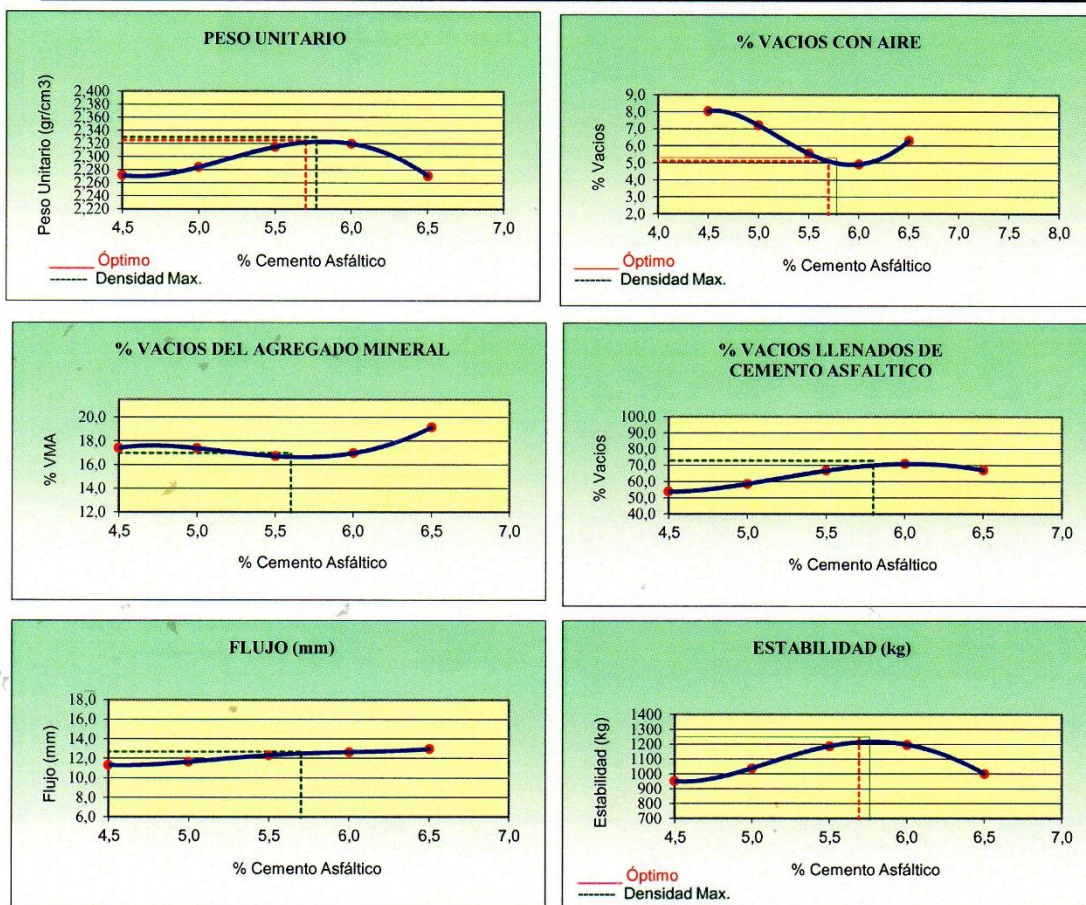 PESO UNITARIO
Peso Unitario (gr/cm3)
2,400
2,380
2,360
2,340
2,320
2,300
2,280
2,260
2,240
2,220
4,5 5,0 5,5 6,0 6,5 7,0
Óptimo
% Cemento Asfáltico
Densidad Max.
% VACIOS CON AIRE
% Vacios
9,0
8,0
7,0
6,0
5,0
4,0
3,0
2,0
4,0 4,5 5,0 5,5 6,0 6,5 7,0 7,5 8,0
Óptimo
% Cemento Asfáltico
Densidad Max.
% VACIOS DEL AGREGADO MINERAL
% VMA
20,0
18,0
16,0
14,0
12,0
4,5 5,0 5,5 6,0 6,5 7,0
% Cemento Asfáltico
% VACIOS LLENADOS DE
CEMENTO ASFALTICO
% Vacios
100,0
90,0
80,0
70,0
60,0
50,0
40,0
4,5 5,0 5,5 6,0 6,5 7,0
% Cemento Asfáltico
FLUJO (mm)
Flujo (mm)
18,0
16,0
14,0
12,0
10,0
8,0
6,0
4,5 5,0 5,5 6,0 6,5 7,0
% Cemento Asfáltico
ESTABILIDAD (kg)
Estabilidad (kg)
1400
1300
1200
1100
1000
900
800
700
4,5 5,0 5,5 6,0 6,5 7,0
% Cemento Asfáltico
Óptimo
Densidad Max.